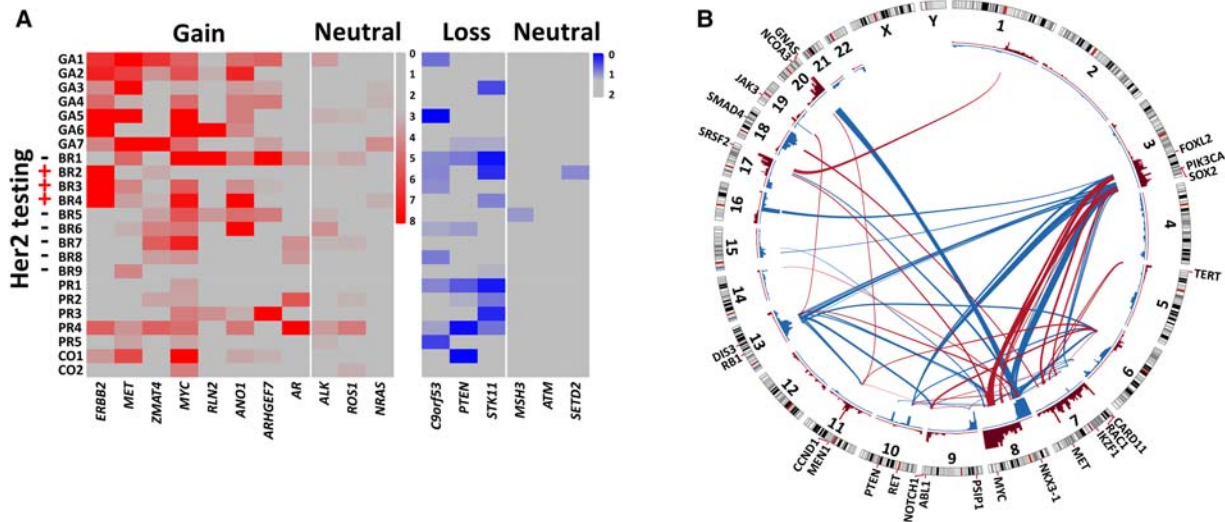 A
Gain
Neutral
Loss
Neutral
GA1
GA2
GA3
GA4
GA5
GA6
GA7
BR1
BR2
BR3
BR4
BR5
BR6
BR7
BR8
BR9
PR1
PR2
PR3
PR4
PR5
CO1
CO2
Her2 testing
-
+
+
+
-
-
-
-
-
0
1
2
3
4
5
6
7
8
0
1
2
ERBB2
MET
ZMAT4
MYC
RLN2
ANO1
ARHGEF7
AR
ALK
ROS1
NRAS
C9orf53
PTEN
STK11
MSH3
ATM
SETD2
B
1
2
3
4
5
6
7
8
9
10
11
12
13
14
15
16
17
18
19
20
21
22
X
Y
FOXL2
PIK3CA
SOX2
TERT
CARD11
RAC1
IKZF1
MET
NKX3-1
MYC
PSIP1
ABL1
NOTCH1
RET
PTEN
MEN1
CCND1
RB1
DIS3
SRSF2
SMAD4
JAK3
NCOA3
GNAS